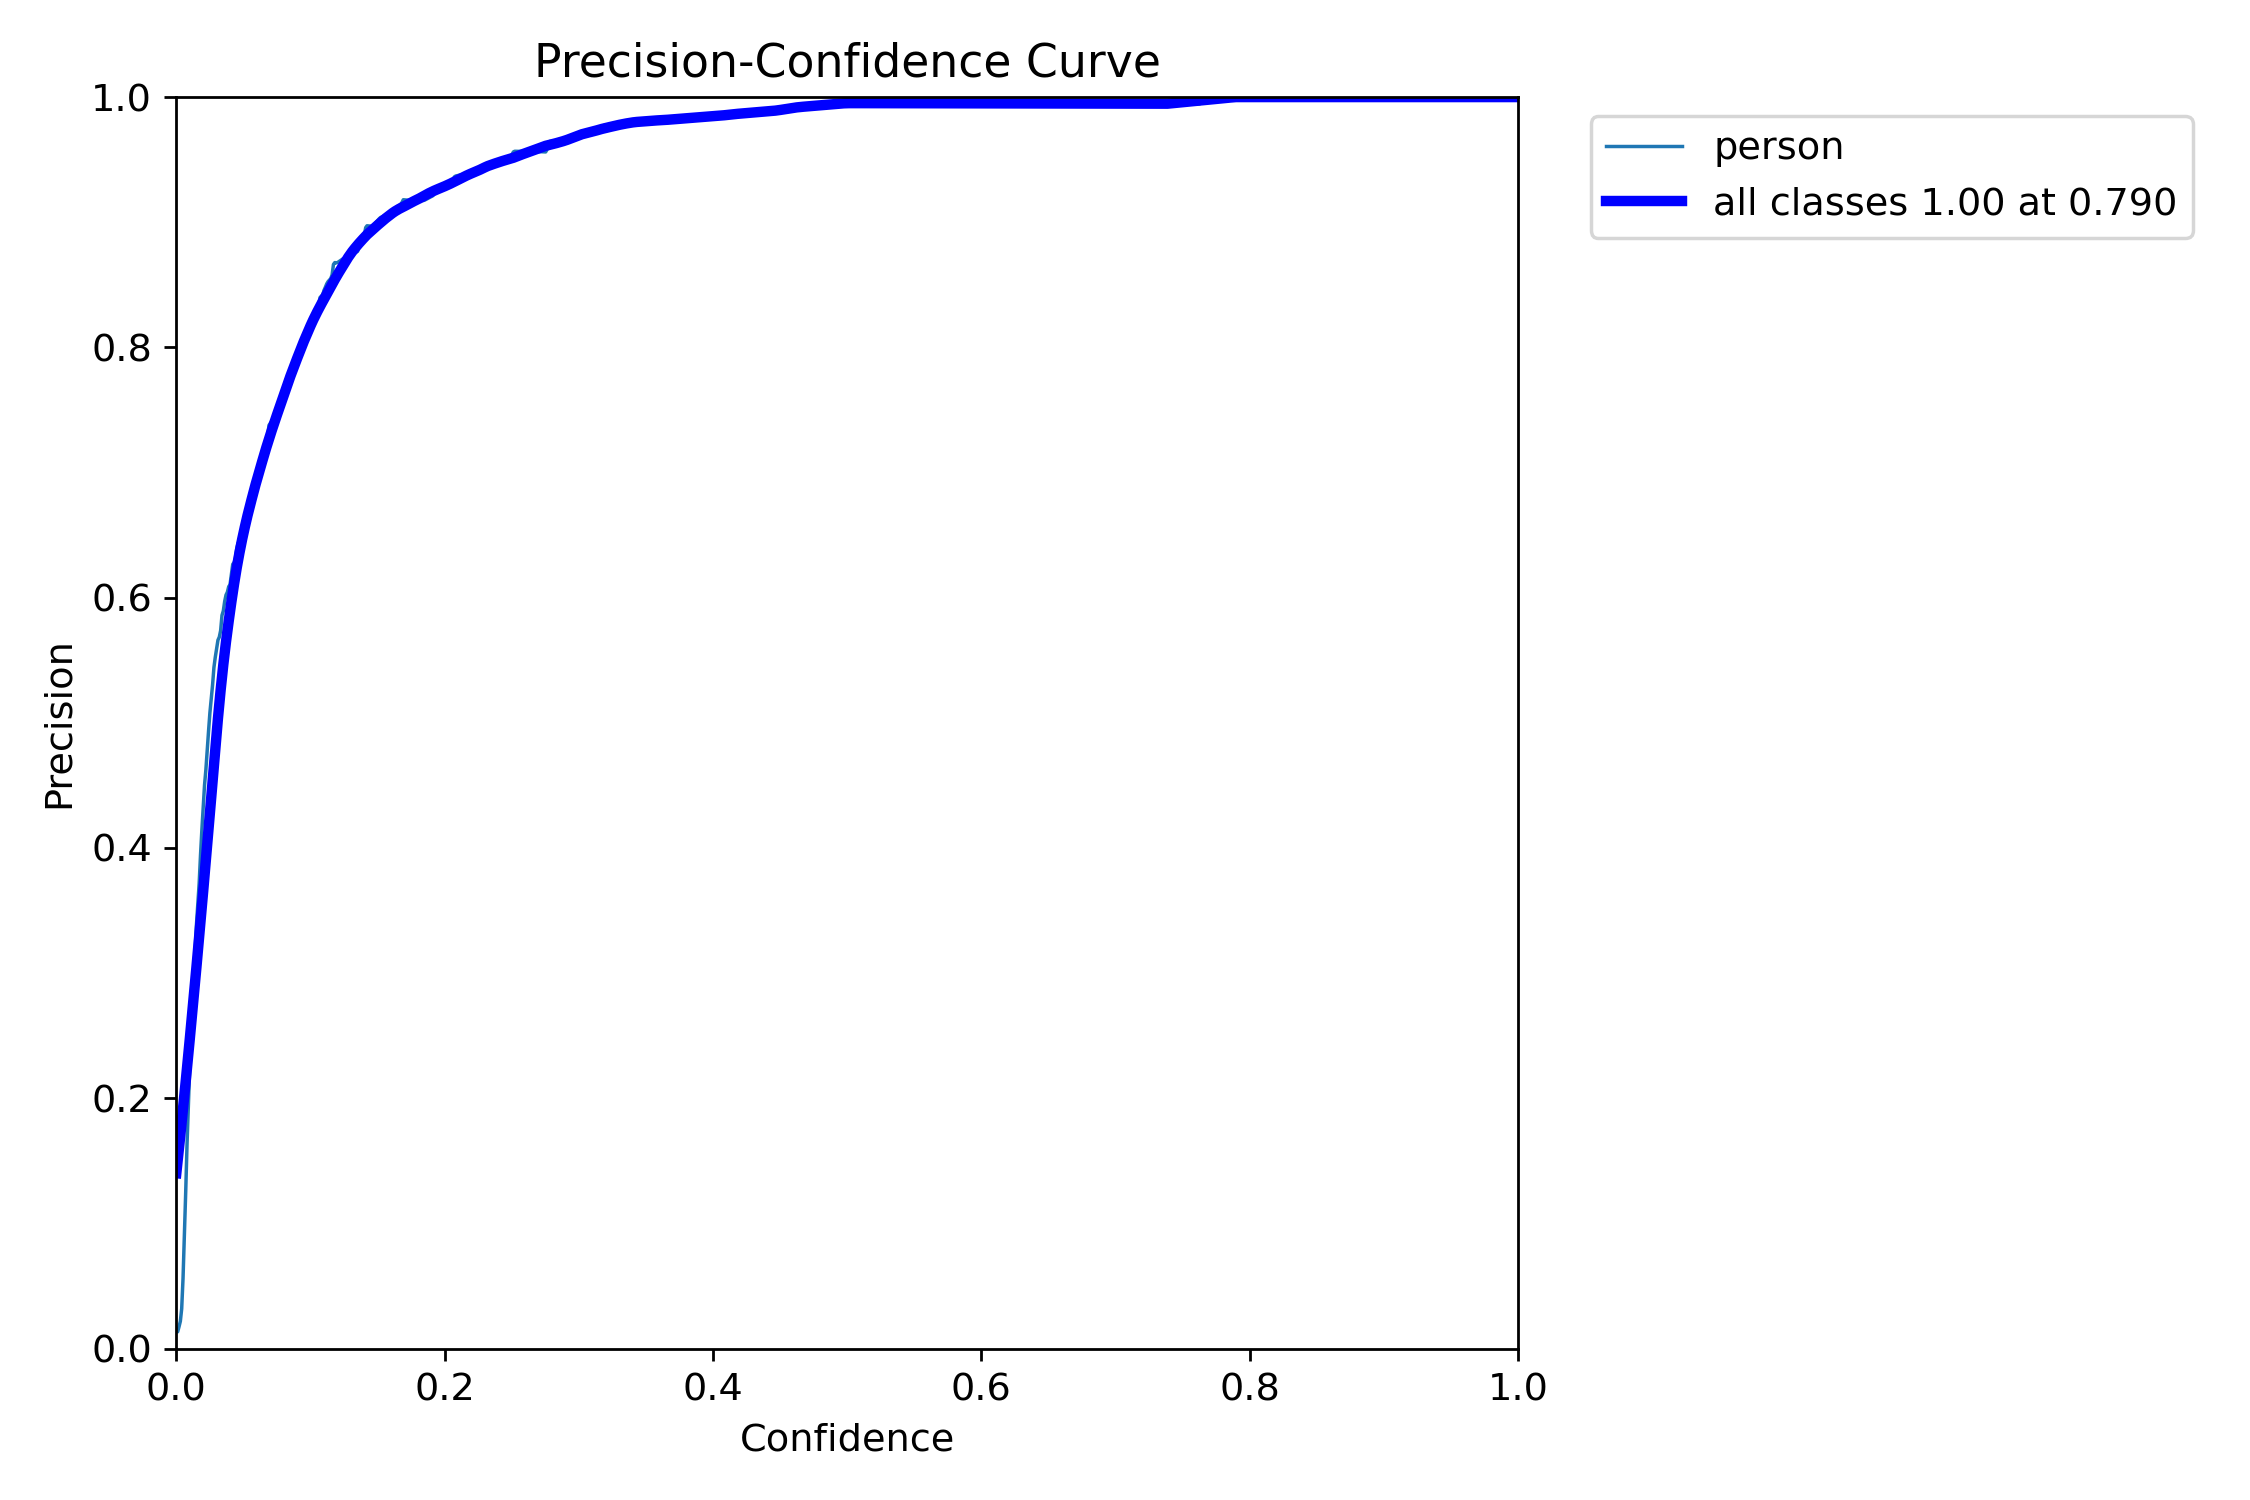 Precision-Confidence Curve
1.0
0.8
0.6
0.4
0.2
0.0
Precision
0.0 0.2 0.4 0.6 0.8 1.0
Confidence
person
all classes 1.00 at 0.790